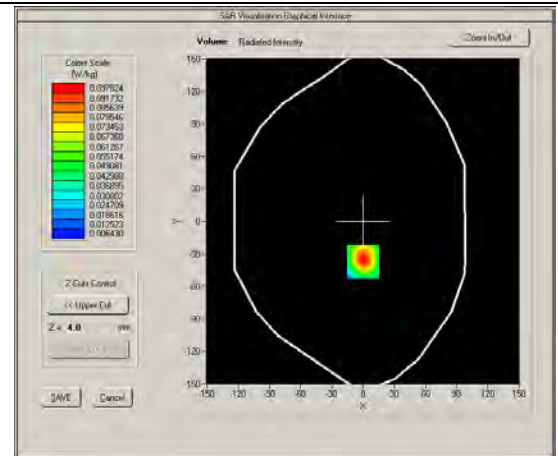 SAR Visualisation Graphical Interface
Volume Radiated Intensity
Zoom In/Out
Colors Scale
(W/kg)
0.097824
0.091732
0.085639
0.079546
0.073453
0.067360
0.061267
0.055174
0.049081
0.042988
0.036895
0.030802
0.024709
0.018616
0.012523
0.006430
150
120
90
60
30
0
-30
-60
-90
-120
-150
Y
-150 -120 -90 -60 -30 0 30 60 90 120 150
X
Z Cuts Control
<< Upper Cut
Z = 4.0 mm
SAVE Cancel